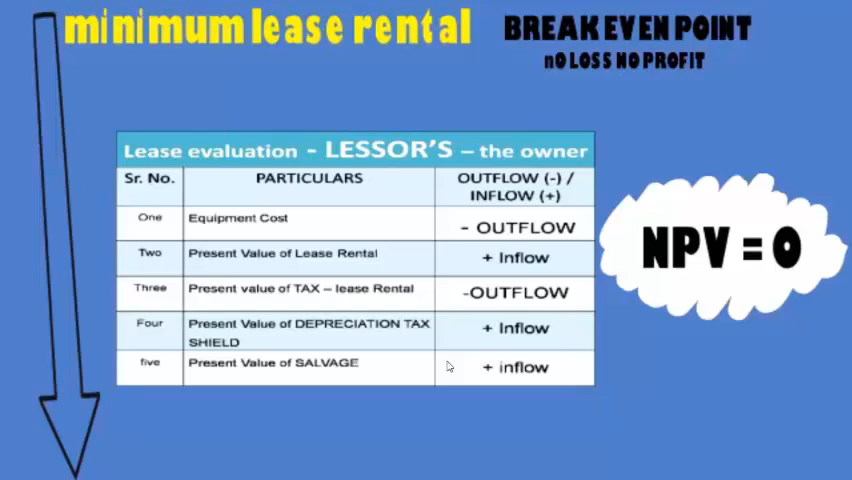 minimum lease rental
BREAK EVEN POINT
nO LOSS NO PROFIT
Lease evaluation - LESSOR'S – the owner
Sr. No. PARTICULARS OUTFLOW (-) /
INFLOW (+)
One Equipment Cost - OUTFLOW
Two Present Value of Lease Rental + Inflow
Three Present value of TAX – lease Rental -OUTFLOW
Four Present Value of DEPRECIATION TAX + Inflow
SHIELD
five Present Value of SALVAGE + inflow
NPV = 0